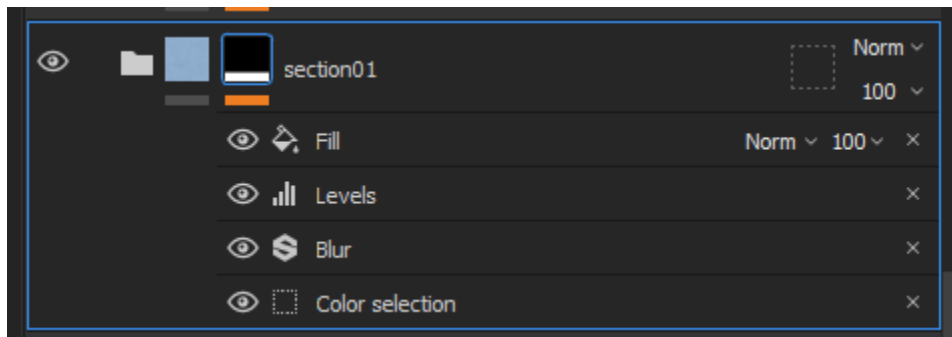 section01 Norm
100
Fill Norm 100
Levels
Blur
Color selection